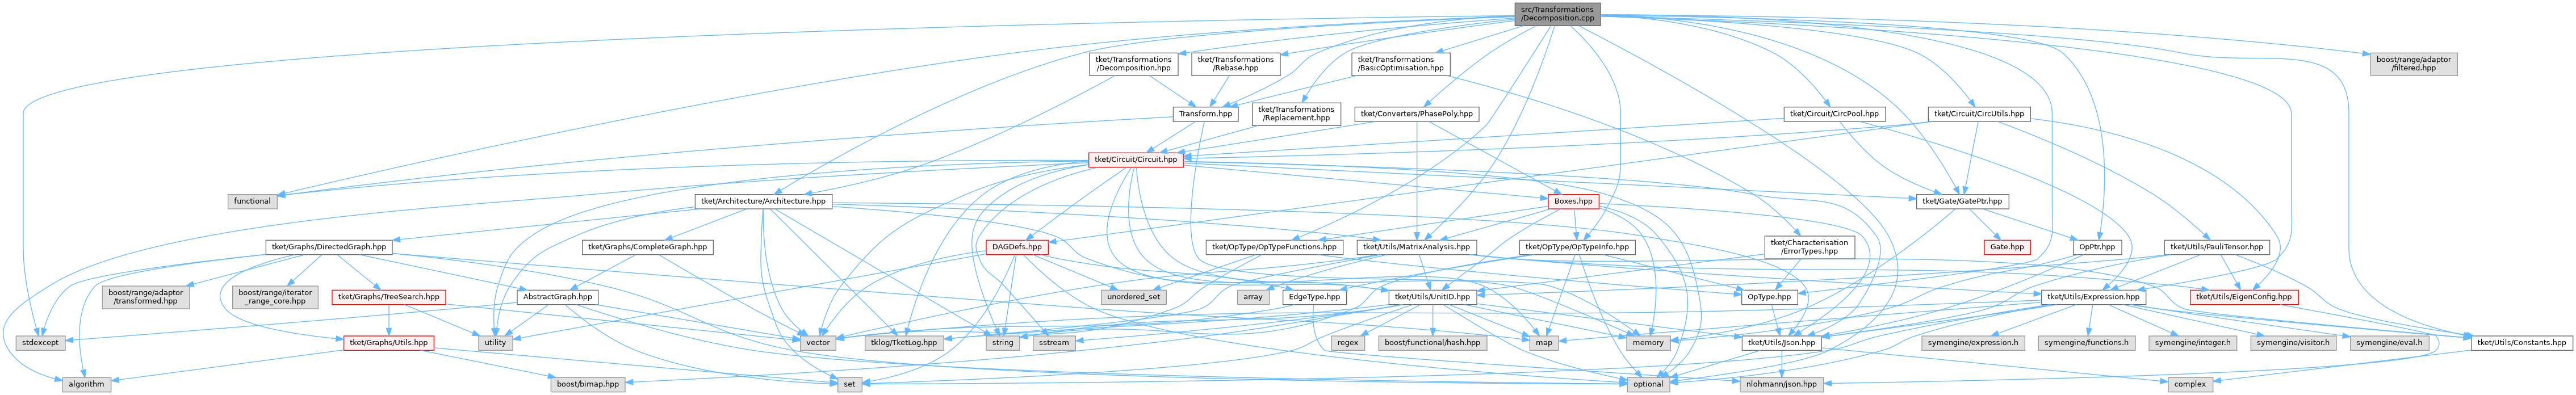 src/Transformations
/Decomposition.cpp
tket/Transformations
/Decomposition.hpp
tket/Transformations
/Rebase.hpp
tket/Transformations
/BasicOptimisation.hpp
boost/range/adaptor
/filtered.hpp
Transform.hpp
tket/Transformations
/Replacement.hpp
tket/Converters/PhasePoly.hpp
tket/Circuit/CircPool.hpp
tket/Circuit/CircUtils.hpp
tket/Circuit/Circuit.hpp
functional
tket/Architecture/Architecture.hpp
Boxes.hpp
tket/Gate/GatePtr.hpp
tket/Graphs/DirectedGraph.hpp
tket/Graphs/CompleteGraph.hpp
DAGDefs.hpp
tket/OpType/OpTypeFunctions.hpp
tket/Utils/MatrixAnalysis.hpp
tket/OpType/OpTypeInfo.hpp
tket/Characterisation
/ErrorTypes.hpp
Gate.hpp
OpPtr.hpp
tket/Utils/PauliTensor.hpp
boost/range/adaptor
/transformed.hpp
boost/range/iterator
_range_core.hpp
tket/Graphs/TreeSearch.hpp
AbstractGraph.hpp
unordered_set
array
EdgeType.hpp
tket/Utils/UnitID.hpp
OpType.hpp
tket/Utils/Expression.hpp
tket/Utils/EigenConfig.hpp
stdexcept
tket/Graphs/Utils.hpp
utility
vector
tklog/TketLog.hpp
string
sstream
regex
boost/functional/hash.hpp
map
memory
tket/Utils/Json.hpp
symengine/expression.h
symengine/functions.h
symengine/integer.h
symengine/visitor.h
symengine/eval.h
tket/Utils/Constants.hpp
algorithm
boost/bimap.hpp
set
optional
nlohmann/json.hpp
complex